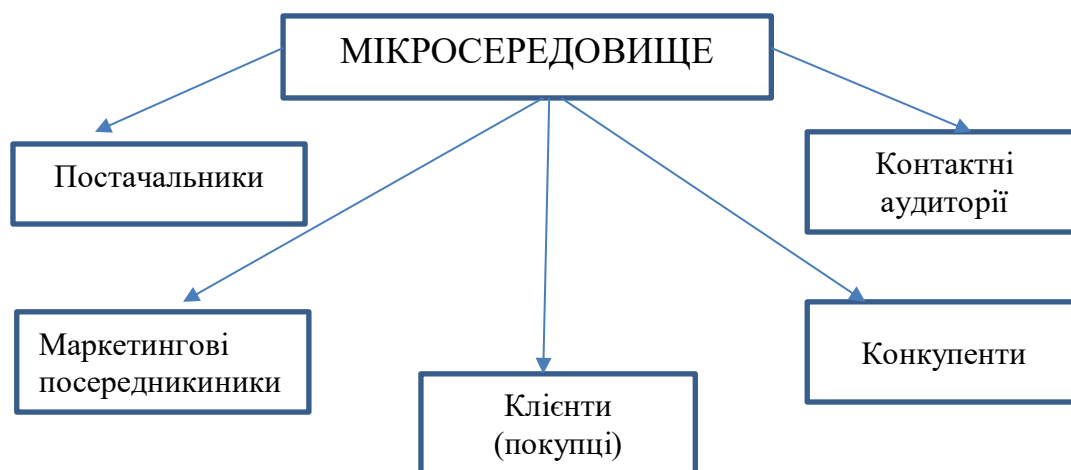 МІКРОСЕРЕДОВИЩЕ
Постачальники
Контактні
аудиторії
Маркетингові
посередникиники
Конкупенти
Клієнти
(покупці)